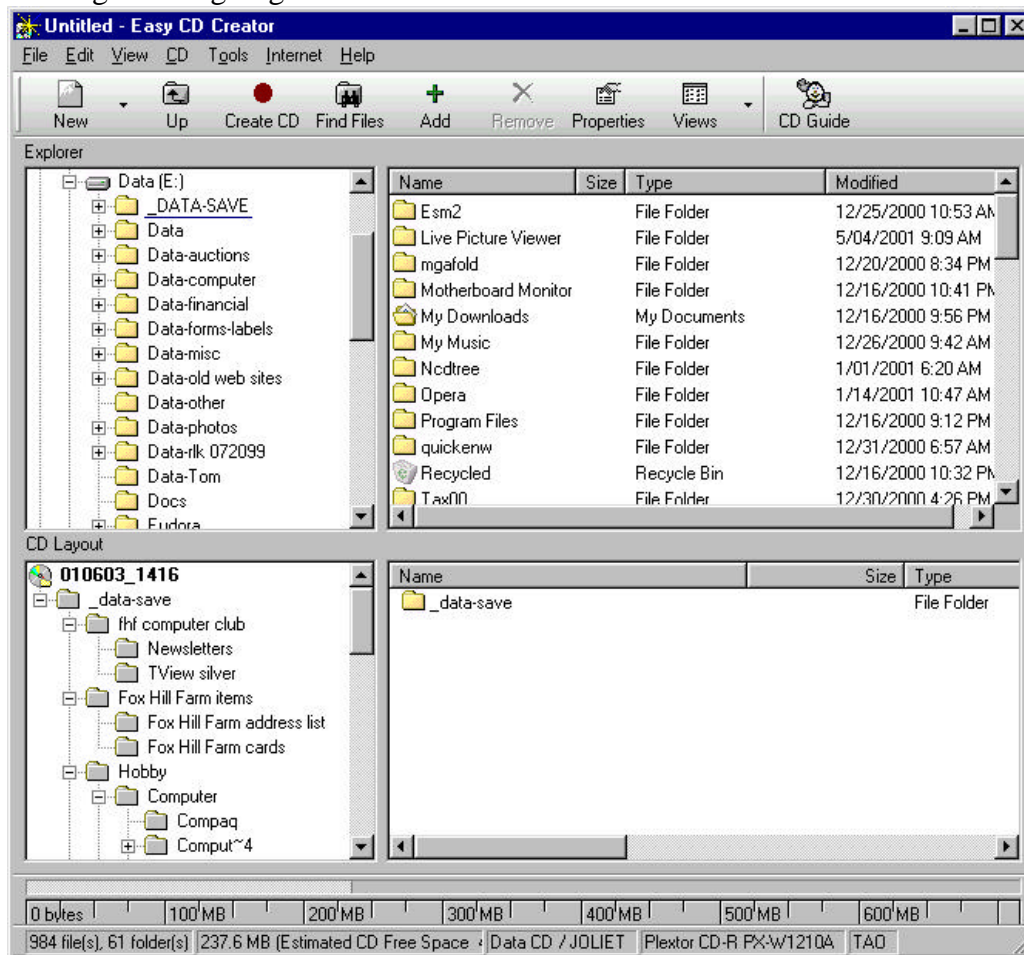 Untitled - Easy CD Creator
File Edit View CD Tools Internet Help
New Up Create CD Find Files Add Remove Properties Views CD Guide
Explorer
Data (E:)
_DATA-SAVE
Data
Data-auctions
Data-computer
Data-financial
Data-forms-labels
Data-misc
Data-old web sites
Data-other
Data-photos
Data-rlk 072099
Data-Tom
Docs
Eudora
Name Size Type Modified
Esm2 File Folder 12/25/2000 10:53 AM
Live Picture Viewer File Folder 5/04/2001 9:09 AM
mgafold File Folder 12/20/2000 8:34 PM
Motherboard Monitor File Folder 12/16/2000 10:41 PM
My Downloads My Documents 12/16/2000 9:56 PM
My Music File Folder 12/26/2000 9:42 AM
Ncdtree File Folder 1/01/2001 6:20 AM
Opera File Folder 1/14/2001 10:47 AM
Program Files File Folder 12/16/2000 9:12 PM
quickenw File Folder 12/31/2000 6:57 AM
Recycled Recycle Bin 12/16/2000 10:32 PM
Tax00 File Folder 12/30/2000 4:26 PM
CD Layout
010603_1416
_data-save
fhf computer club
Newsletters
TView silver
Fox Hill Farm items
Fox Hill Farm address list
Fox Hill Farm cards
Hobby
Computer
Compaq
Comput~4
Name Size Type
_data-save File Folder
0 bytes 100 MB 200 MB 300 MB 400 MB 500 MB 600 MB
984 file(s), 61 folder(s) 237.6 MB (Estimated CD Free Space Data CD / JOLIET Plextor CD-R PX-W1210A TAO